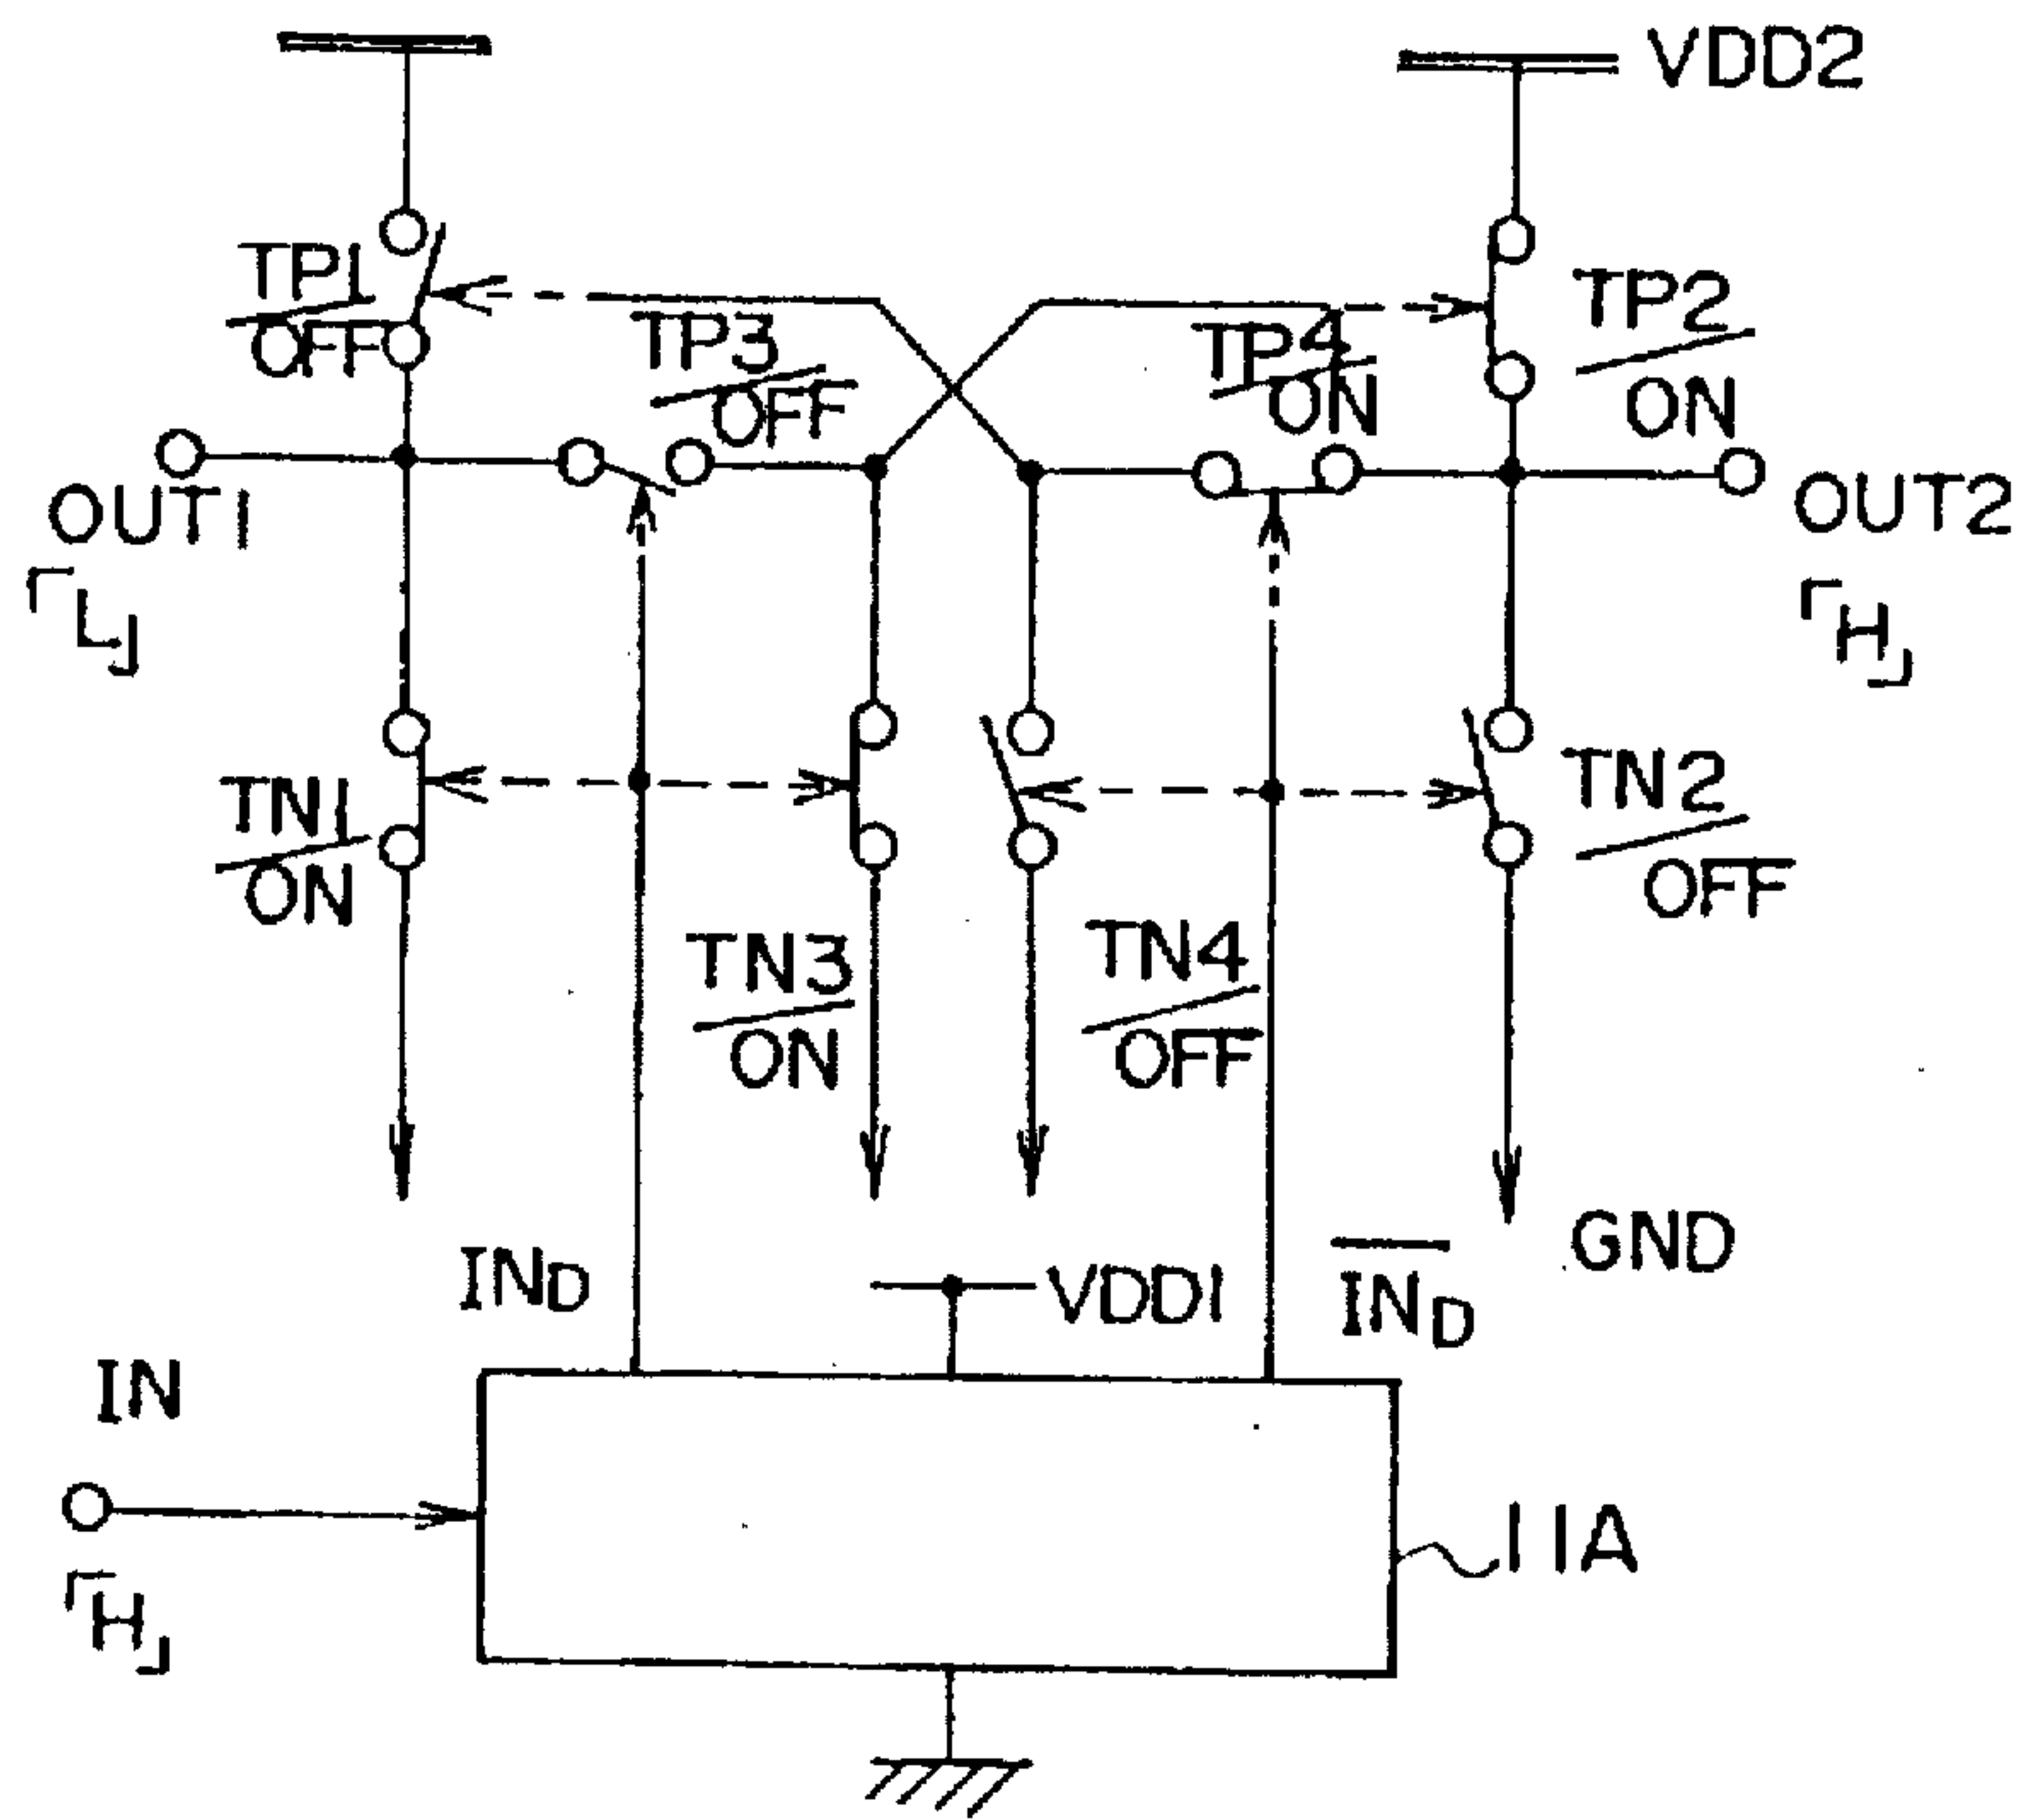 VDD2
TP1
OFF
TP3
OFF
TP4
ON
TP2
ON
OUT1
「L」
OUT2
「H」
TN1
ON
TN3
ON
TN4
OFF
TN2
OFF
GND
IND
VDD1
IND
IN
「H」
11A